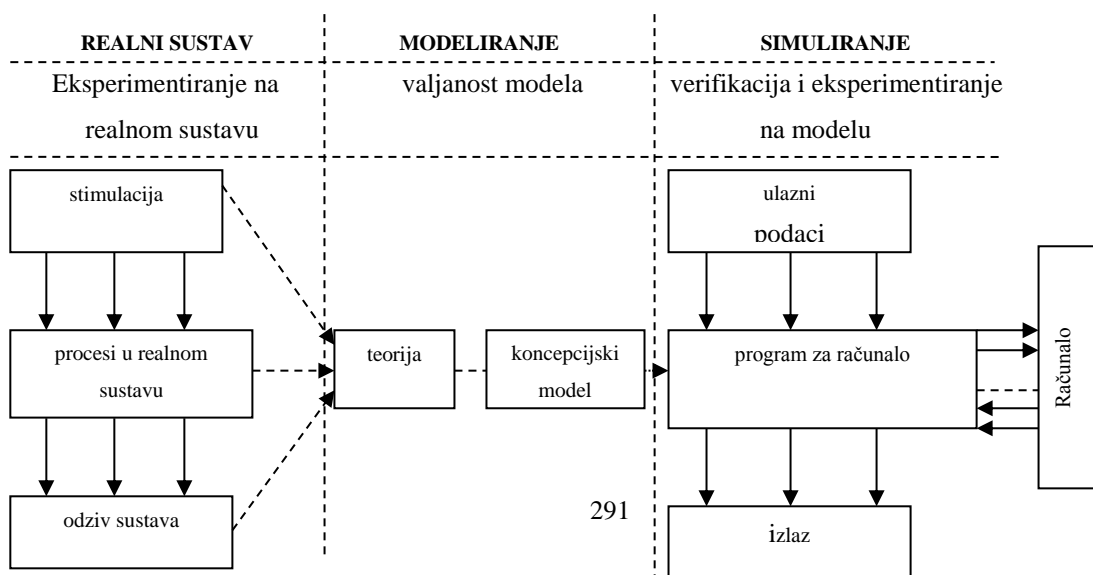 REALNI SUSTAV
MODELIRANJE
SIMULIRANJE
Eksperimentiranje na
realnom sustavu
valjanost modela
verifikacija i eksperimentiranje
na modelu
stimulacija
ulazni
podaci
procesi u realnom
sustavu
teorija
koncepcijski
model
program za računalo
Računalo
odziv sustava
291
izlaz